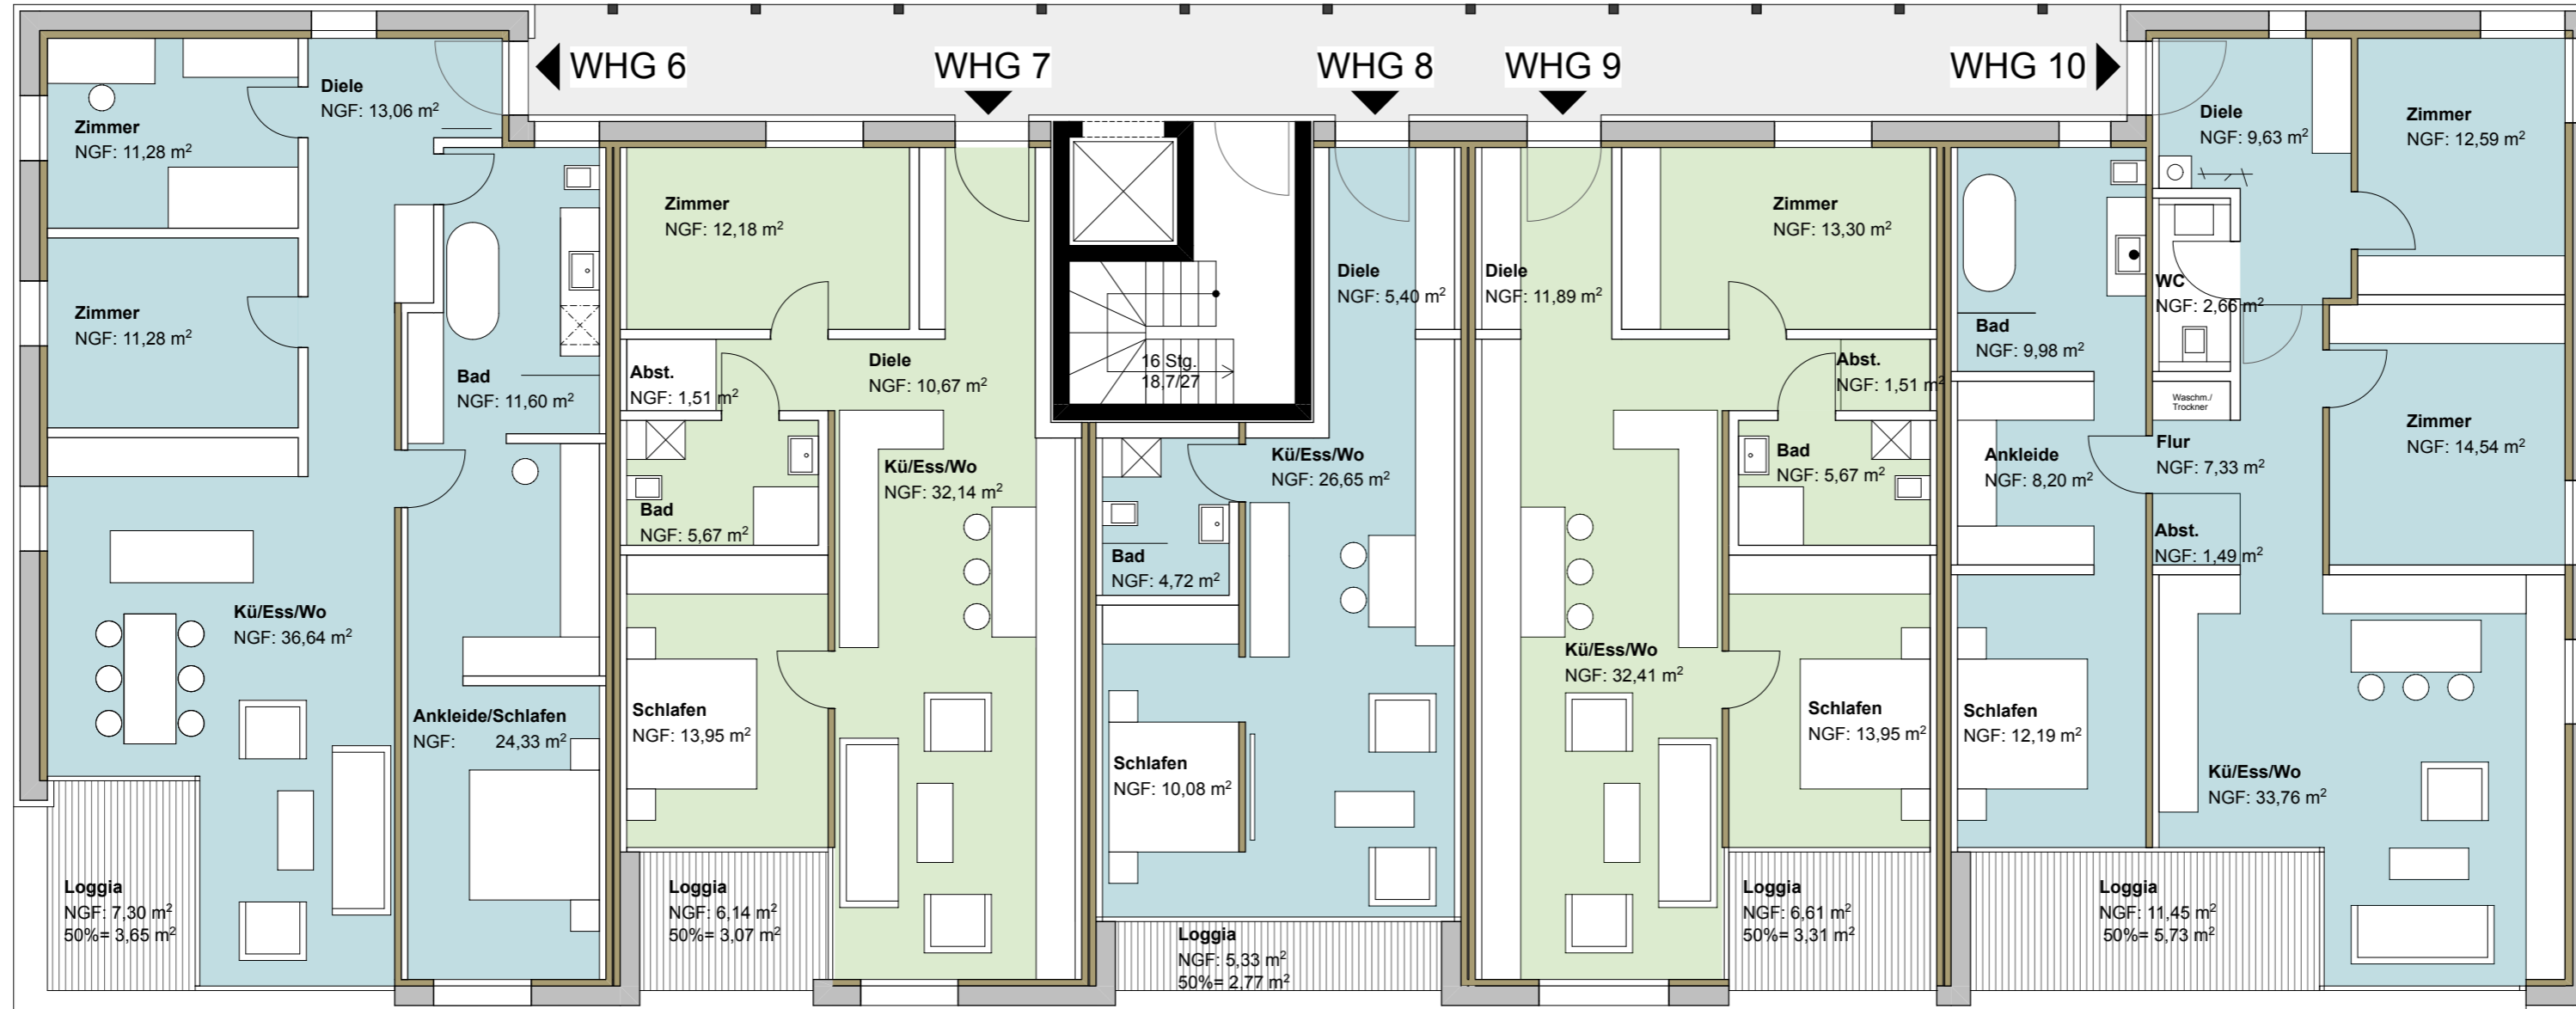 WHG 6
WHG 7
WHG 8
WHG 9
WHG 10
Zimmer
NGF: 11,28 m²
Diele
NGF: 13,06 m²
Zimmer
NGF: 11,28 m²
Bad
NGF: 11,60 m²
Kü/Ess/Wo
NGF: 36,64 m²
Ankleide/Schlafen
NGF: 24,33 m²
Loggia
NGF: 7,30 m²
50%= 3,65 m²
Zimmer
NGF: 12,18 m²
Diele
NGF: 10,67 m²
Abst.
NGF: 1,51 m²
Bad
NGF: 5,67 m²
Kü/Ess/Wo
NGF: 32,14 m²
Schlafen
NGF: 13,95 m²
Loggia
NGF: 6,14 m²
50%= 3,07 m²
16 Stg.
18,7/27
Diele
NGF: 5,40 m²
Kü/Ess/Wo
NGF: 26,65 m²
Bad
NGF: 4,72 m²
Schlafen
NGF: 10,08 m²
Loggia
NGF: 5,33 m²
50%= 2,77 m²
Diele
NGF: 11,89 m²
Zimmer
NGF: 13,30 m²
Abst.
NGF: 1,51 m²
Bad
NGF: 5,67 m²
Kü/Ess/Wo
NGF: 32,41 m²
Schlafen
NGF: 13,95 m²
Loggia
NGF: 6,61 m²
50%= 3,31 m²
Diele
NGF: 9,63 m²
Zimmer
NGF: 12,59 m²
WC
NGF: 2,66 m²
Bad
NGF: 9,98 m²
Waschm./
Trockner
Ankleide
NGF: 8,20 m²
Flur
NGF: 7,33 m²
Zimmer
NGF: 14,54 m²
Abst.
NGF: 1,49 m²
Schlafen
NGF: 12,19 m²
Kü/Ess/Wo
NGF: 33,76 m²
Loggia
NGF: 11,45 m²
50%= 5,73 m²